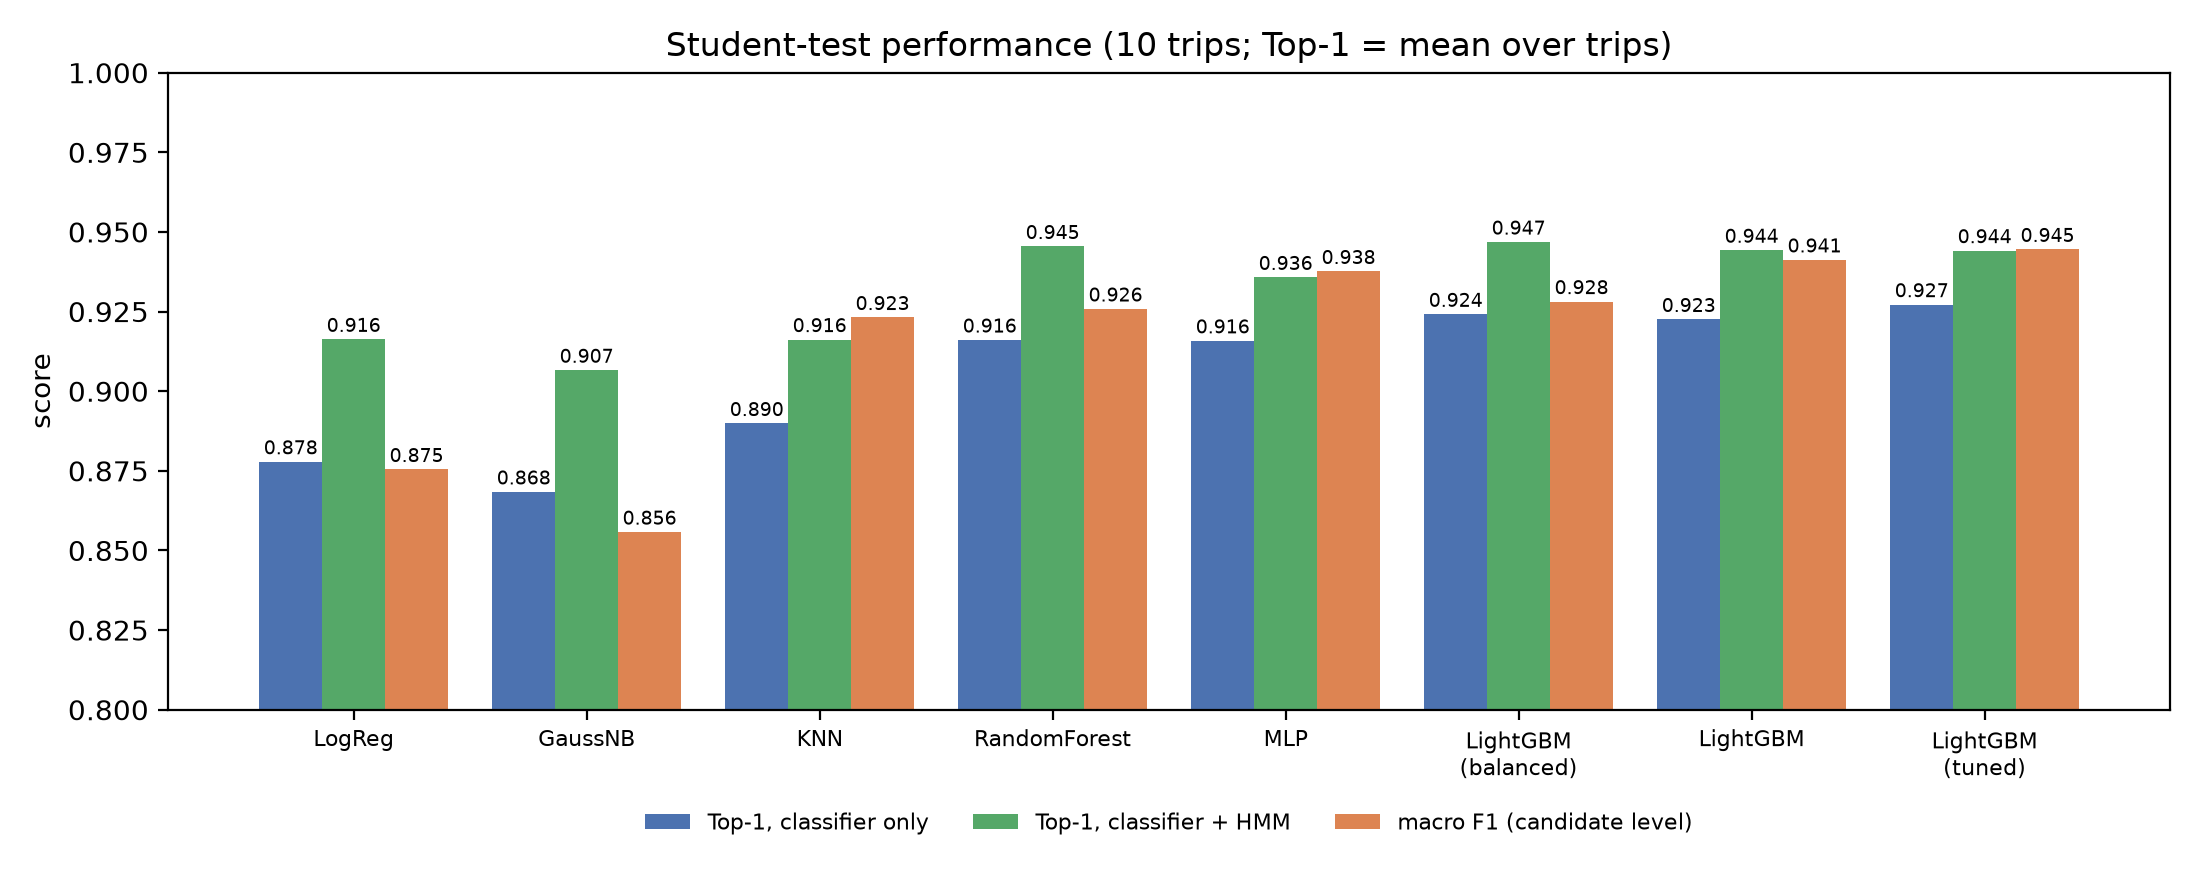 Student-test performance (10 trips; Top-1 = mean over trips)
1.000
0.975
0.950
0.925
0.900
0.875
0.850
0.825
0.800
score
0.878 0.916 0.875
0.868 0.907 0.856
0.890 0.916 0.923
0.916 0.945 0.926
0.916 0.936 0.938
0.924 0.947 0.928
0.923 0.944 0.941
0.927 0.944 0.945
LogReg
GaussNB
KNN
RandomForest
MLP
LightGBM
(balanced)
LightGBM
LightGBM
(tuned)
Top-1, classifier only
Top-1, classifier + HMM
macro F1 (candidate level)